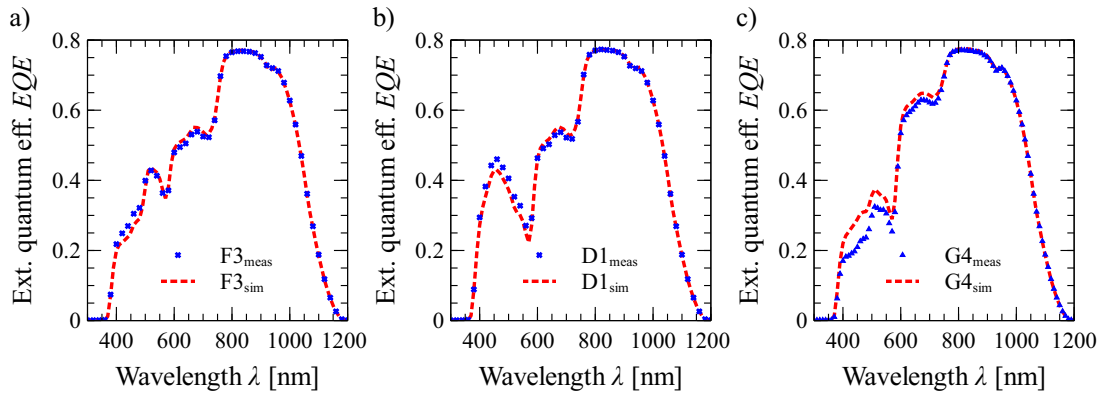 a)
Ext. quantum eff. EQE
0.8
0.6
0.4
0.2
0
400 600 800 1000 1200
Wavelength λ [nm]
F3meas
F3sim
b)
Ext. quantum eff. EQE
0.8
0.6
0.4
0.2
0
400 600 800 1000 1200
Wavelength λ [nm]
D1meas
D1sim
c)
Ext. quantum eff. EQE
0.8
0.6
0.4
0.2
0
400 600 800 1000 1200
Wavelength λ [nm]
G4meas
G4sim